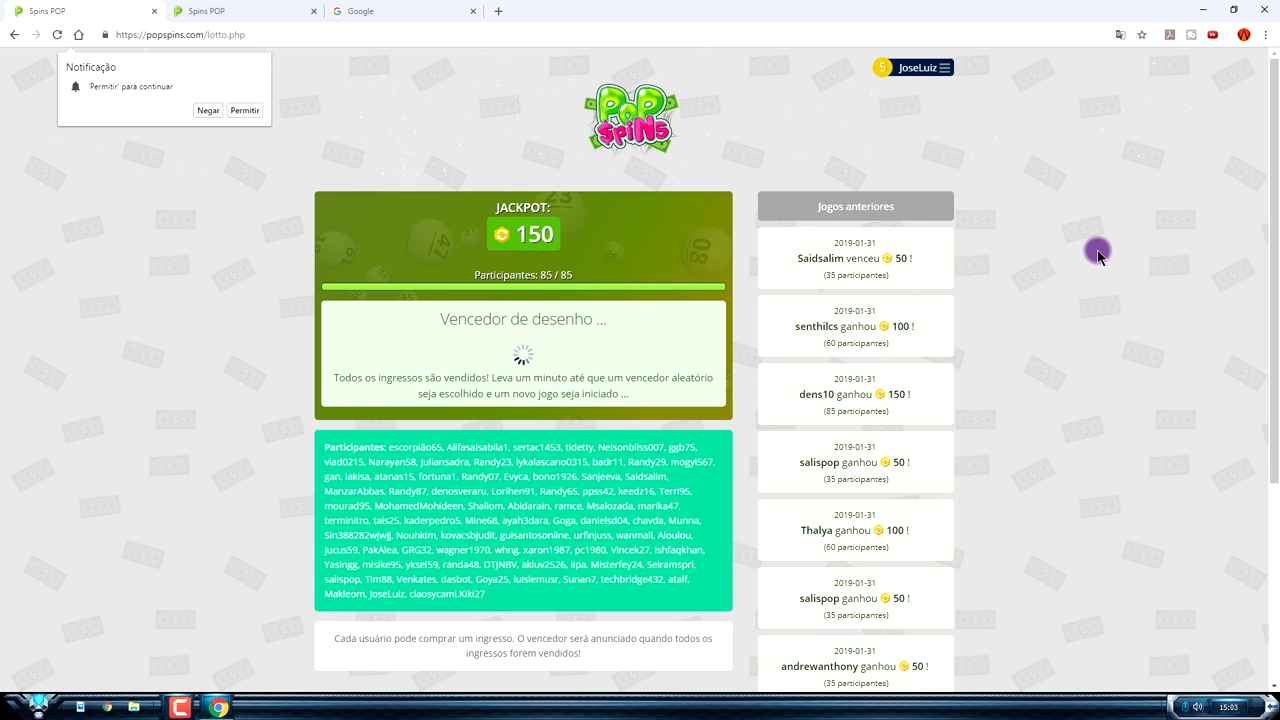 Spins POP
Spins POP
Google
https://popspins.com/lotto.php
Notificação
'Permitir' para continuar
Negar
Permitir
5 JoseLuiz
POP
$piNS
JACKPOT:
150
Participantes: 85 / 85
Vencedor de desenho ...
Todos os ingressos são vendidos! Leva um minuto até que um vencedor aleatório
seja escolhido e um novo jogo seja iniciado ...
Participantes: escorpião65, Alifasalsabila1, sertac1453, tidetty, Nelsonbliss007, ggb75,
vlad0215, Narayan58, Juliansadra, Randy23, lykalascano0315, badr11, Randy29, mogyi567,
gan, lakisa, atanas15, fortuna1, Randy07, Evyca, bono1926, Sanjeeva, Saidsalim,
ManzarAbbas, Randy87, denosveraru, Lorihen91, Randy65, ppss42, keedz16, Terri95,
mourad95, MohamedMohideen, Shallom, Abidarain, ramce, Msalozada, marika47,
terminitro, tais25, kaderpedro5, Mine68, ayah3dara, Goga, danielsd04, chavda, Munna,
Sin388282wjwjj, Nouhkim, kovacsbjudit, guisantosonline, urfinjuss, wanmali, Aloulou,
jucus59, PakAlea, GRG32, wagner1970, whng, xaron1987, pc1980, Vincek27, Ishfaqkhan,
Yasingg, misike95, yksel59, randa48, DTJNBV, akluv2526, lipa, Misterfey24, Selramsprl,
salispop, Tim88, Venkates, dasbot, Goya25, luislemusr, Sunan7, techbridge432, atalf,
Makleom, JoseLuiz, claosycami,Kiki27
Cada usuário pode comprar um ingresso. O vencedor será anunciado quando todos os
ingressos forem vendidos!
Jogos anteriores
2019-01-31
Saidsalim venceu 50 !
(35 participantes)
2019-01-31
senthilcs ganhou 100 !
(60 participantes)
2019-01-31
dens10 ganhou 150 !
(85 participantes)
2019-01-31
salispop ganhou 50 !
(35 participantes)
2019-01-31
Thalya ganhou 100 !
(60 participantes)
2019-01-31
salispop ganhou 50 !
(35 participantes)
2019-01-31
andrewanthony ganhou 50 !
(35 participantes)
15:03